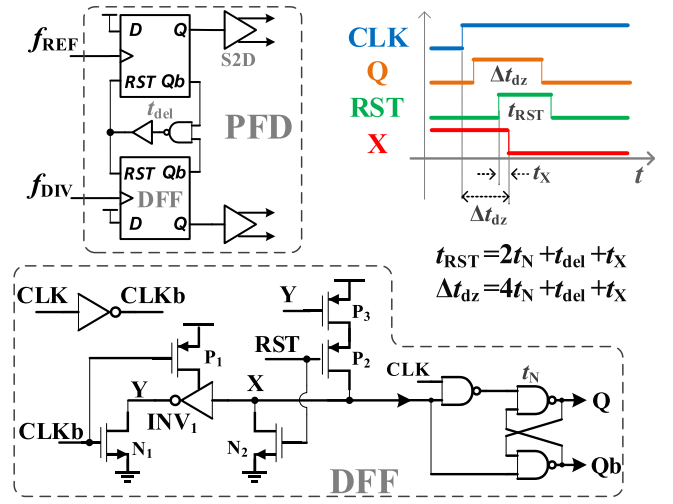 f_REF
D
Q
S2D
RST
Qb
t_del
PFD
RST
Qb
DFF
f_DIV
D
Q
CLK
Q
Δt_dz
RST
t_RST
X
t_X
t
Δt_dz
t_RST =2t_N +t_del +t_X
Δt_dz =4t_N +t_del +t_X
CLK
CLKb
Y
P_3
P_1
RST
P_2
CLK
t_N
Y
X
Q
INV_1
CLKb
N_1
N_2
Qb
DFF